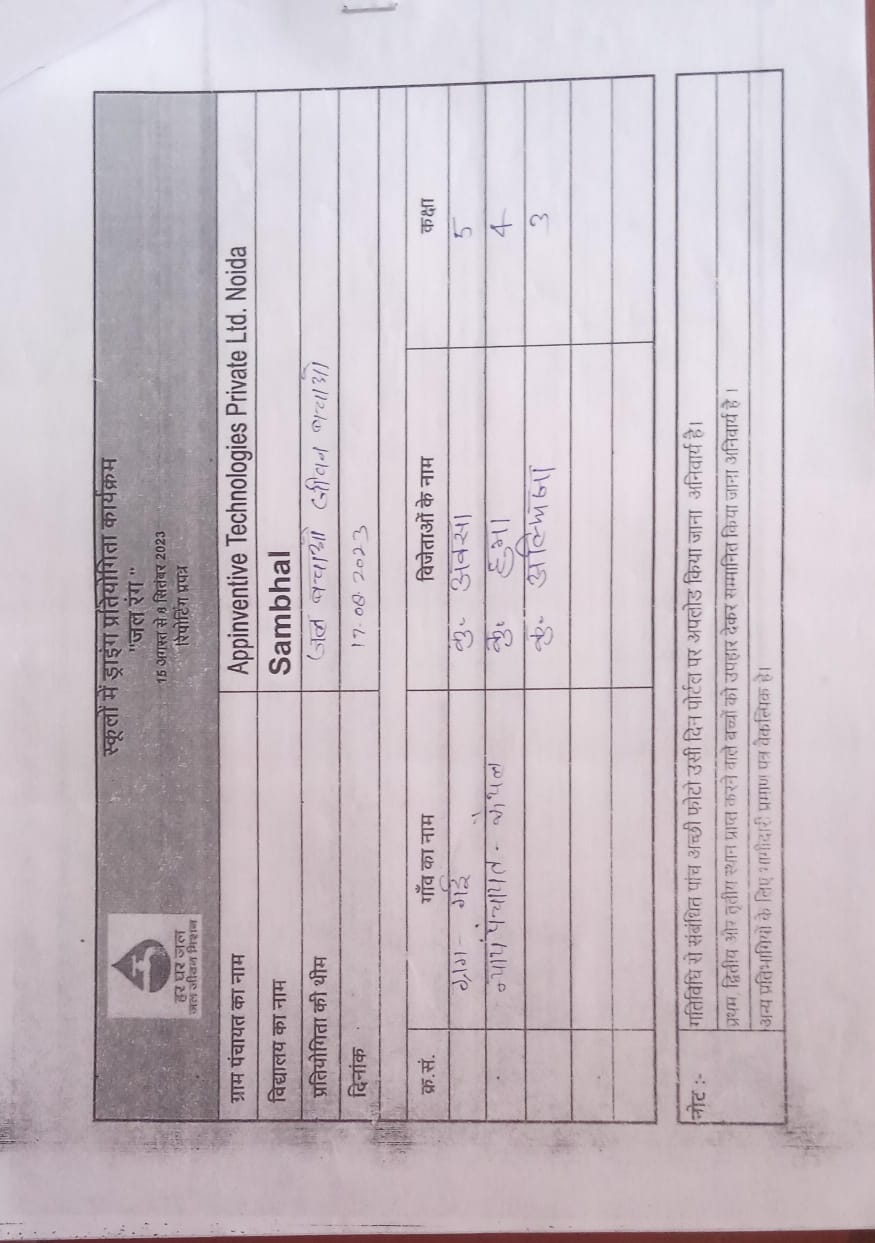 स्कूलों में ड्राइंग प्रतियोगिता कार्यक्रम
"जल रंग"
15 अगस्त से 8 सितंबर 2023
रिपोर्टिंग प्रपत्र
हर घर जल
जल जीवन मिशन
ग्राम पंचायत का नाम Appinventive Technologies Private Ltd. Noida
विद्यालय का नाम Sambhal
प्रतियोगिता की थीम जल बचाओ जीवन बचाओ
दिनांक 17-08-2023
क्र.सं. गाँव का नाम विजेताओं के नाम कक्षा
ग्राम - कु. अक्सा 5
न्याय पंचायत - कु. हुमा 4
कु. 3
नोट :- गतिविधि से संबंधित पांच अच्छी फोटो उसी दिन पोर्टल पर अपलोड किया जाना अनिवार्य है।
प्रथम, द्वितीय और तृतीय स्थान प्राप्त करने वाले बच्चों को उपहार देकर सम्मानित किया जाना अनिवार्य है।
अन्य प्रतिभागियों के लिए भागीदारी प्रमाण पत्र वैकल्पिक है।